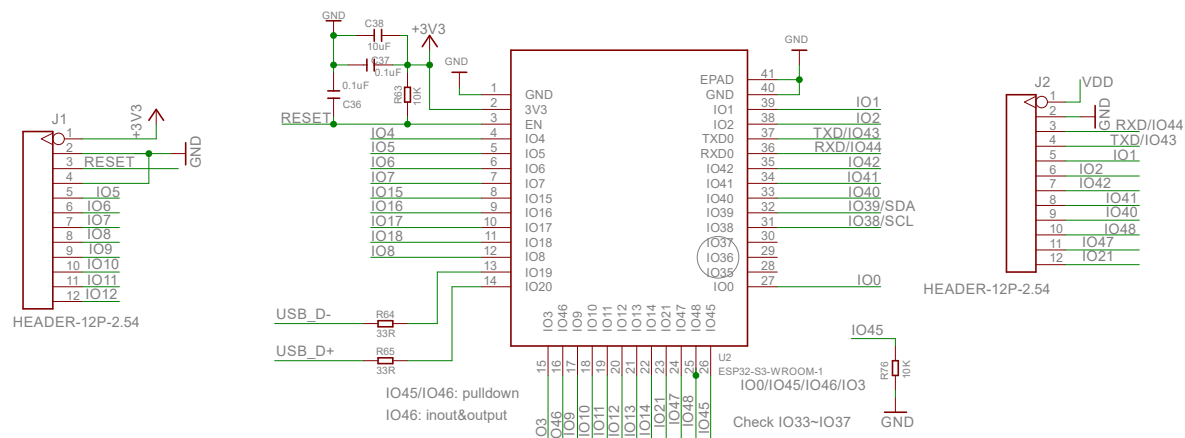 GND
C38
10uF
+3V3
C37
0.1uF
0.1uF
C36
R63
10K
RESET
GND
J1
+3V3
1
2
3
4
5
6
7
8
9
10
11
12
RESET
GND
IO5
IO6
IO7
IO8
IO9
IO10
IO11
IO12
HEADER-12P-2.54
IO4
IO5
IO6
IO7
IO15
IO16
IO17
IO18
IO8
1
2
3
4
5
6
7
8
9
10
11
12
13
14
GND
3V3
EN
IO4
IO5
IO6
IO7
IO15
IO16
IO17
IO18
IO8
IO19
IO20
USB_D-
R64
33R
USB_D+
R65
33R
EPAD
GND
IO1
IO2
TXD0
RXD0
IO42
IO41
IO40
IO39
IO38
IO37
IO36
IO35
IO0
41
40
39
38
37
36
35
34
33
32
31
30
29
28
27
GND
IO1
IO2
TXD/IO43
RXD/IO44
IO42
IO41
IO40
IO39/SDA
IO38/SCL
IO0
IO3
IO46
IO9
IO10
IO11
IO12
IO13
IO14
IO21
IO47
IO48
IO45
15
16
17
18
19
20
21
22
23
24
25
26
O3
IO46
IO9
IO10
IO11
IO12
IO13
IO14
IO21
IO47
IO48
IO45
U2
ESP32-S3-WROOM-1
IO0/IO45/IO46/IO3
IO45/IO46: pulldown
IO46: inout&output
Check IO33~IO37
IO45
R76
10K
GND
J2
VDD
GND
1
2
3
4
5
6
7
8
9
10
11
12
RXD/IO44
TXD/IO43
IO1
IO2
IO42
IO41
IO40
IO48
IO47
IO21
HEADER-12P-2.54